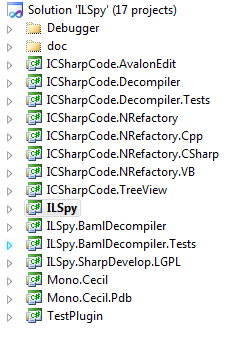 Solution 'ILSpy' (17 projects)
Debugger
doc
ICSharpCode.AvalonEdit
ICSharpCode.Decompiler
ICSharpCode.Decompiler.Tests
ICSharpCode.NRefactory
ICSharpCode.NRefactory.Cpp
ICSharpCode.NRefactory.CSharp
ICSharpCode.NRefactory.VB
ICSharpCode.TreeView
ILSpy
ILSpy.BamlDecompiler
ILSpy.BamlDecompiler.Tests
ILSpy.SharpDevelop.LGPL
Mono.Cecil
Mono.Cecil.Pdb
TestPlugin